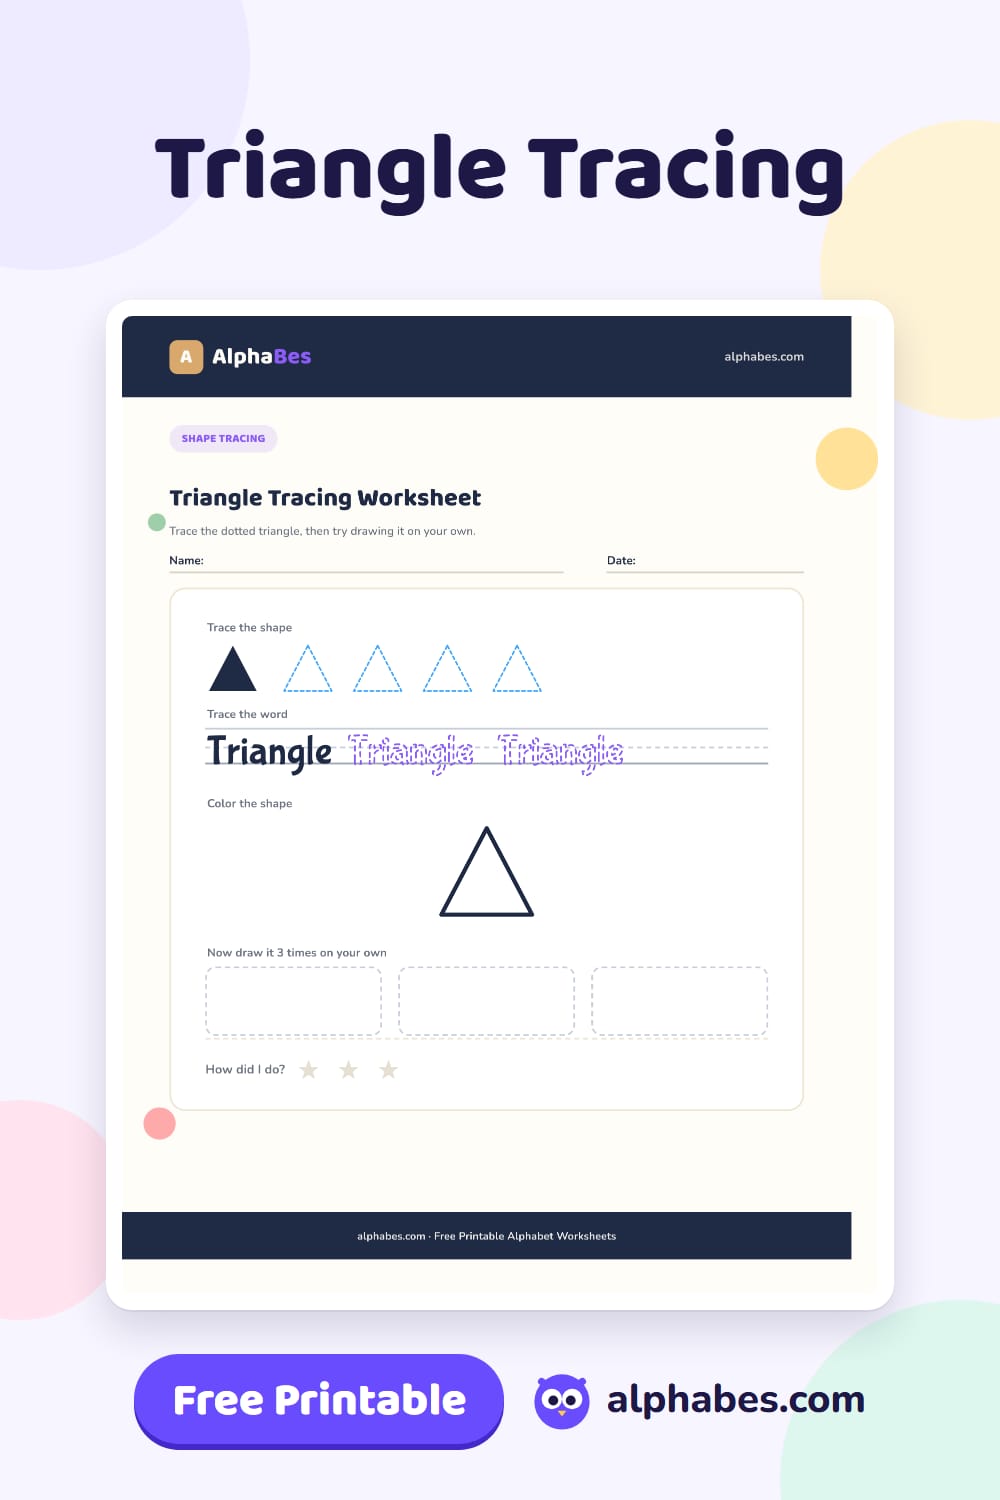 Triangle Tracing
A AlphaBes
alphabes.com
SHAPE TRACING
Triangle Tracing Worksheet
Trace the dotted triangle, then try drawing it on your own.
Name: Date:
Trace the shape
Trace the word
Triangle Triangle Triangle
Color the shape
Now draw it 3 times on your own
How did I do?
alphabes.com · Free Printable Alphabet Worksheets
Free Printable
alphabes.com